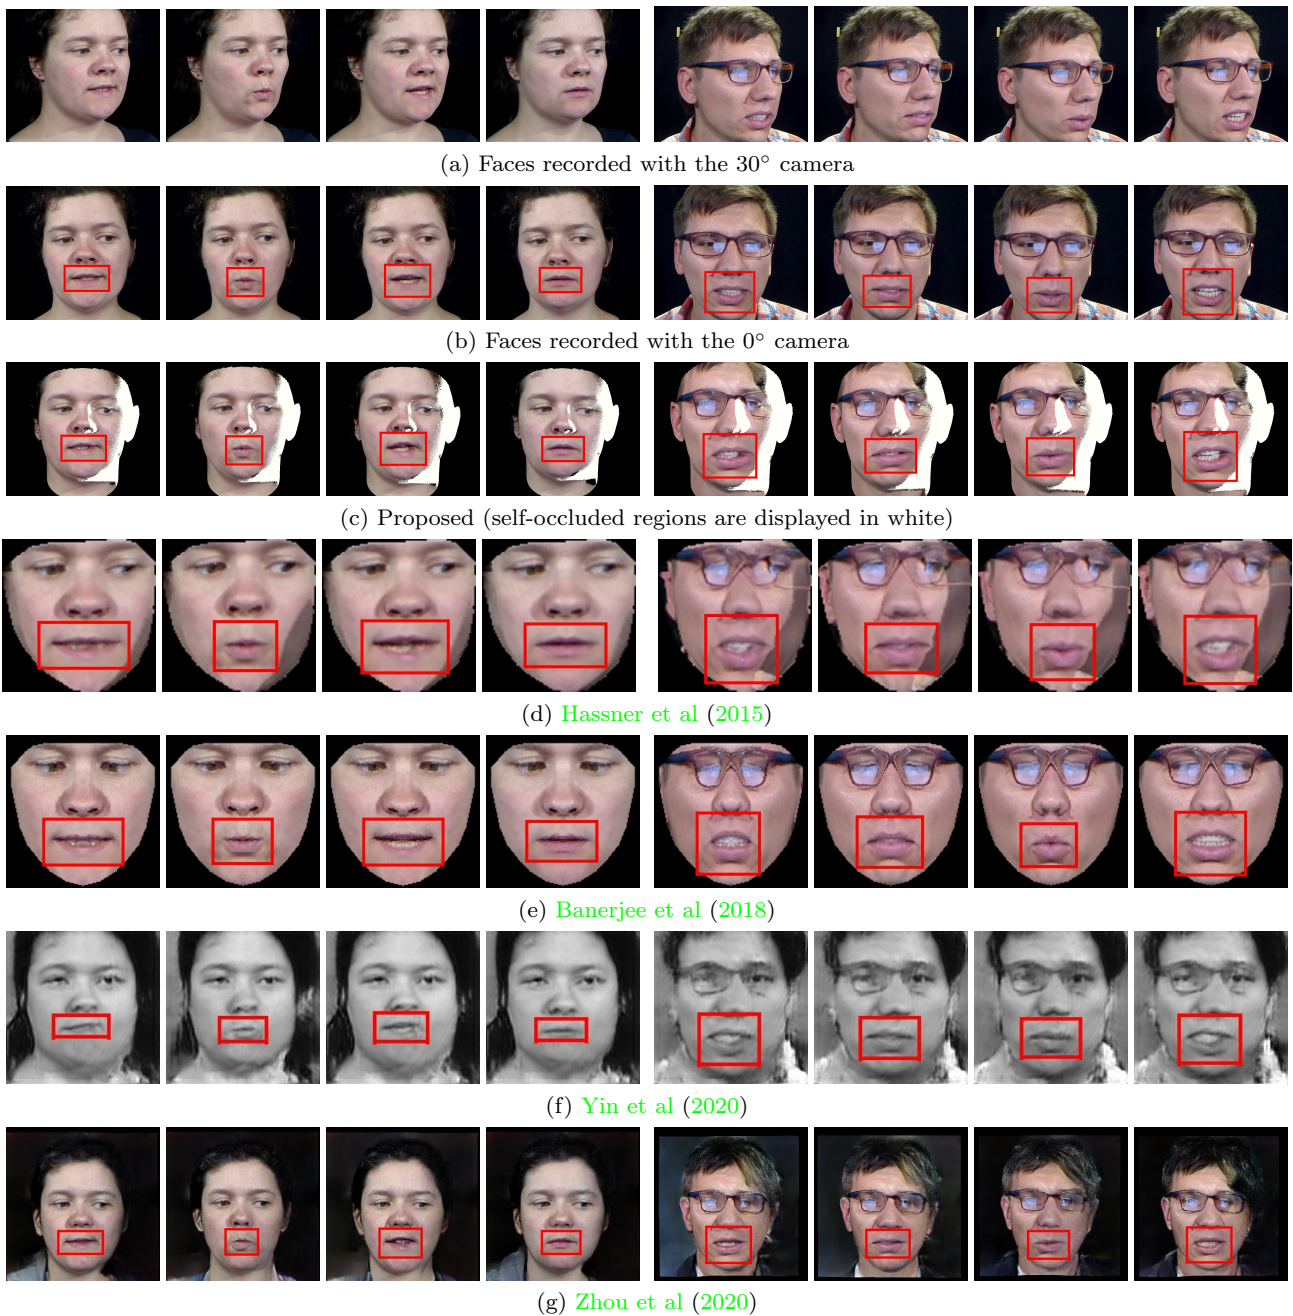 (a) Faces recorded with the 30° camera
(b) Faces recorded with the 0° camera
(c) Proposed (self-occluded regions are displayed in white)
(d) Hassner et al (2015)
(e) Banerjee et al (2018)
(f) Yin et al (2020)
(g) Zhou et al (2020)